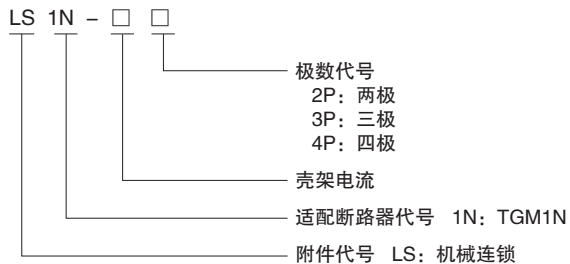 LS 1N - □ □
极数代号
2P：两极
3P：三极
4P：四极
壳架电流
适配断路器代号 1N：TGM1N
附件代号 LS：机械连锁